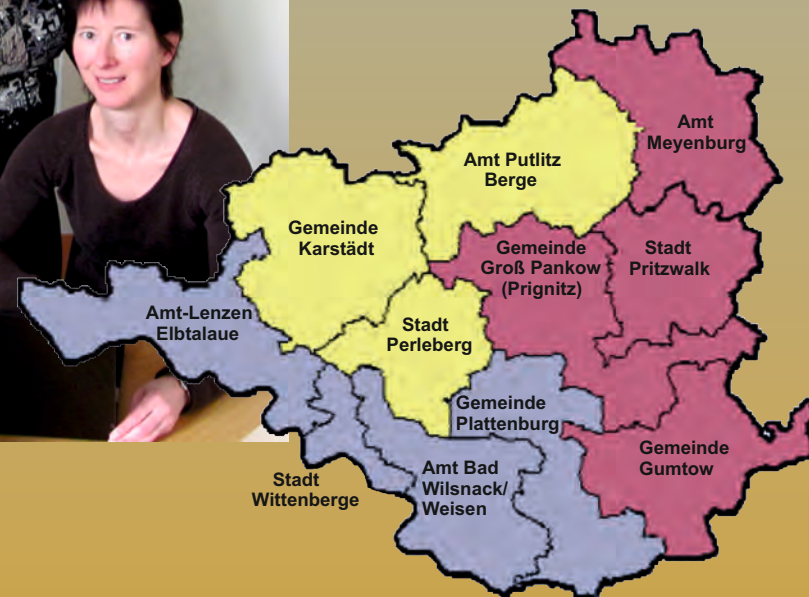 Amt
Meyenburg
Amt Putlitz
Berge
Gemeinde
Karstädt
Gemeinde
Groß Pankow
(Prignitz)
Stadt
Pritzwalk
Amt-Lenzen
Elbtalaue
Stadt
Perleberg
Gemeinde
Plattenburg
Gemeinde
Gumtow
Amt Bad
Wilsnack/
Weisen
Stadt
Wittenberge